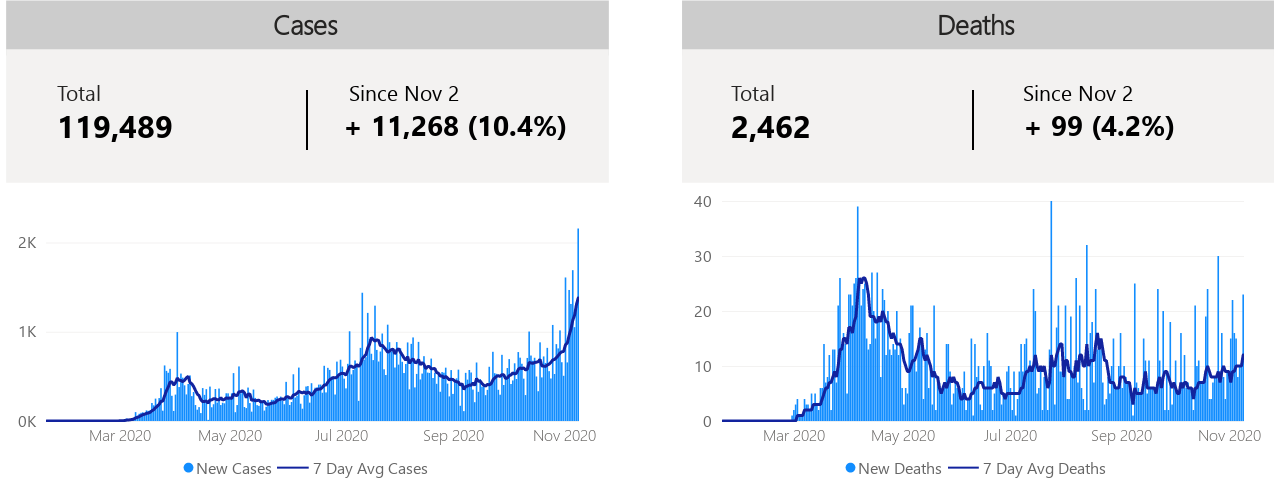 Cases
Total
119,489
Since Nov 2
+ 11,268 (10.4%)
2K
1K
0K
Mar 2020 May 2020 Jul 2020 Sep 2020 Nov 2020
New Cases 7 Day Avg Cases
Deaths
Total
2,462
Since Nov 2
+ 99 (4.2%)
40
30
20
10
0
Mar 2020 May 2020 Jul 2020 Sep 2020 Nov 2020
New Deaths 7 Day Avg Deaths